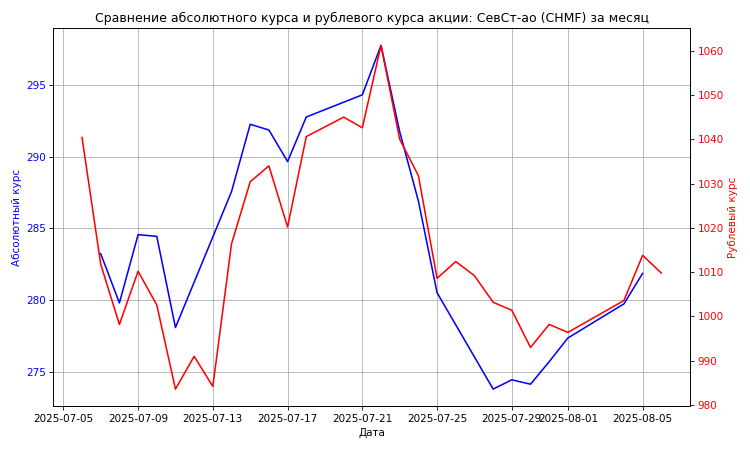 Сравнение абсолютного курса и рублевого курса акции: СевСт-ао (CHMF) за месяц
Абсолютный курс
295
290
285
280
275
1060
1050
1040
1030
1020
1010
1000
990
980
Рублевый курс
2025-07-05 2025-07-09 2025-07-13 2025-07-17 2025-07-21 2025-07-25 2025-07-29 2025-08-01 2025-08-05
Дата